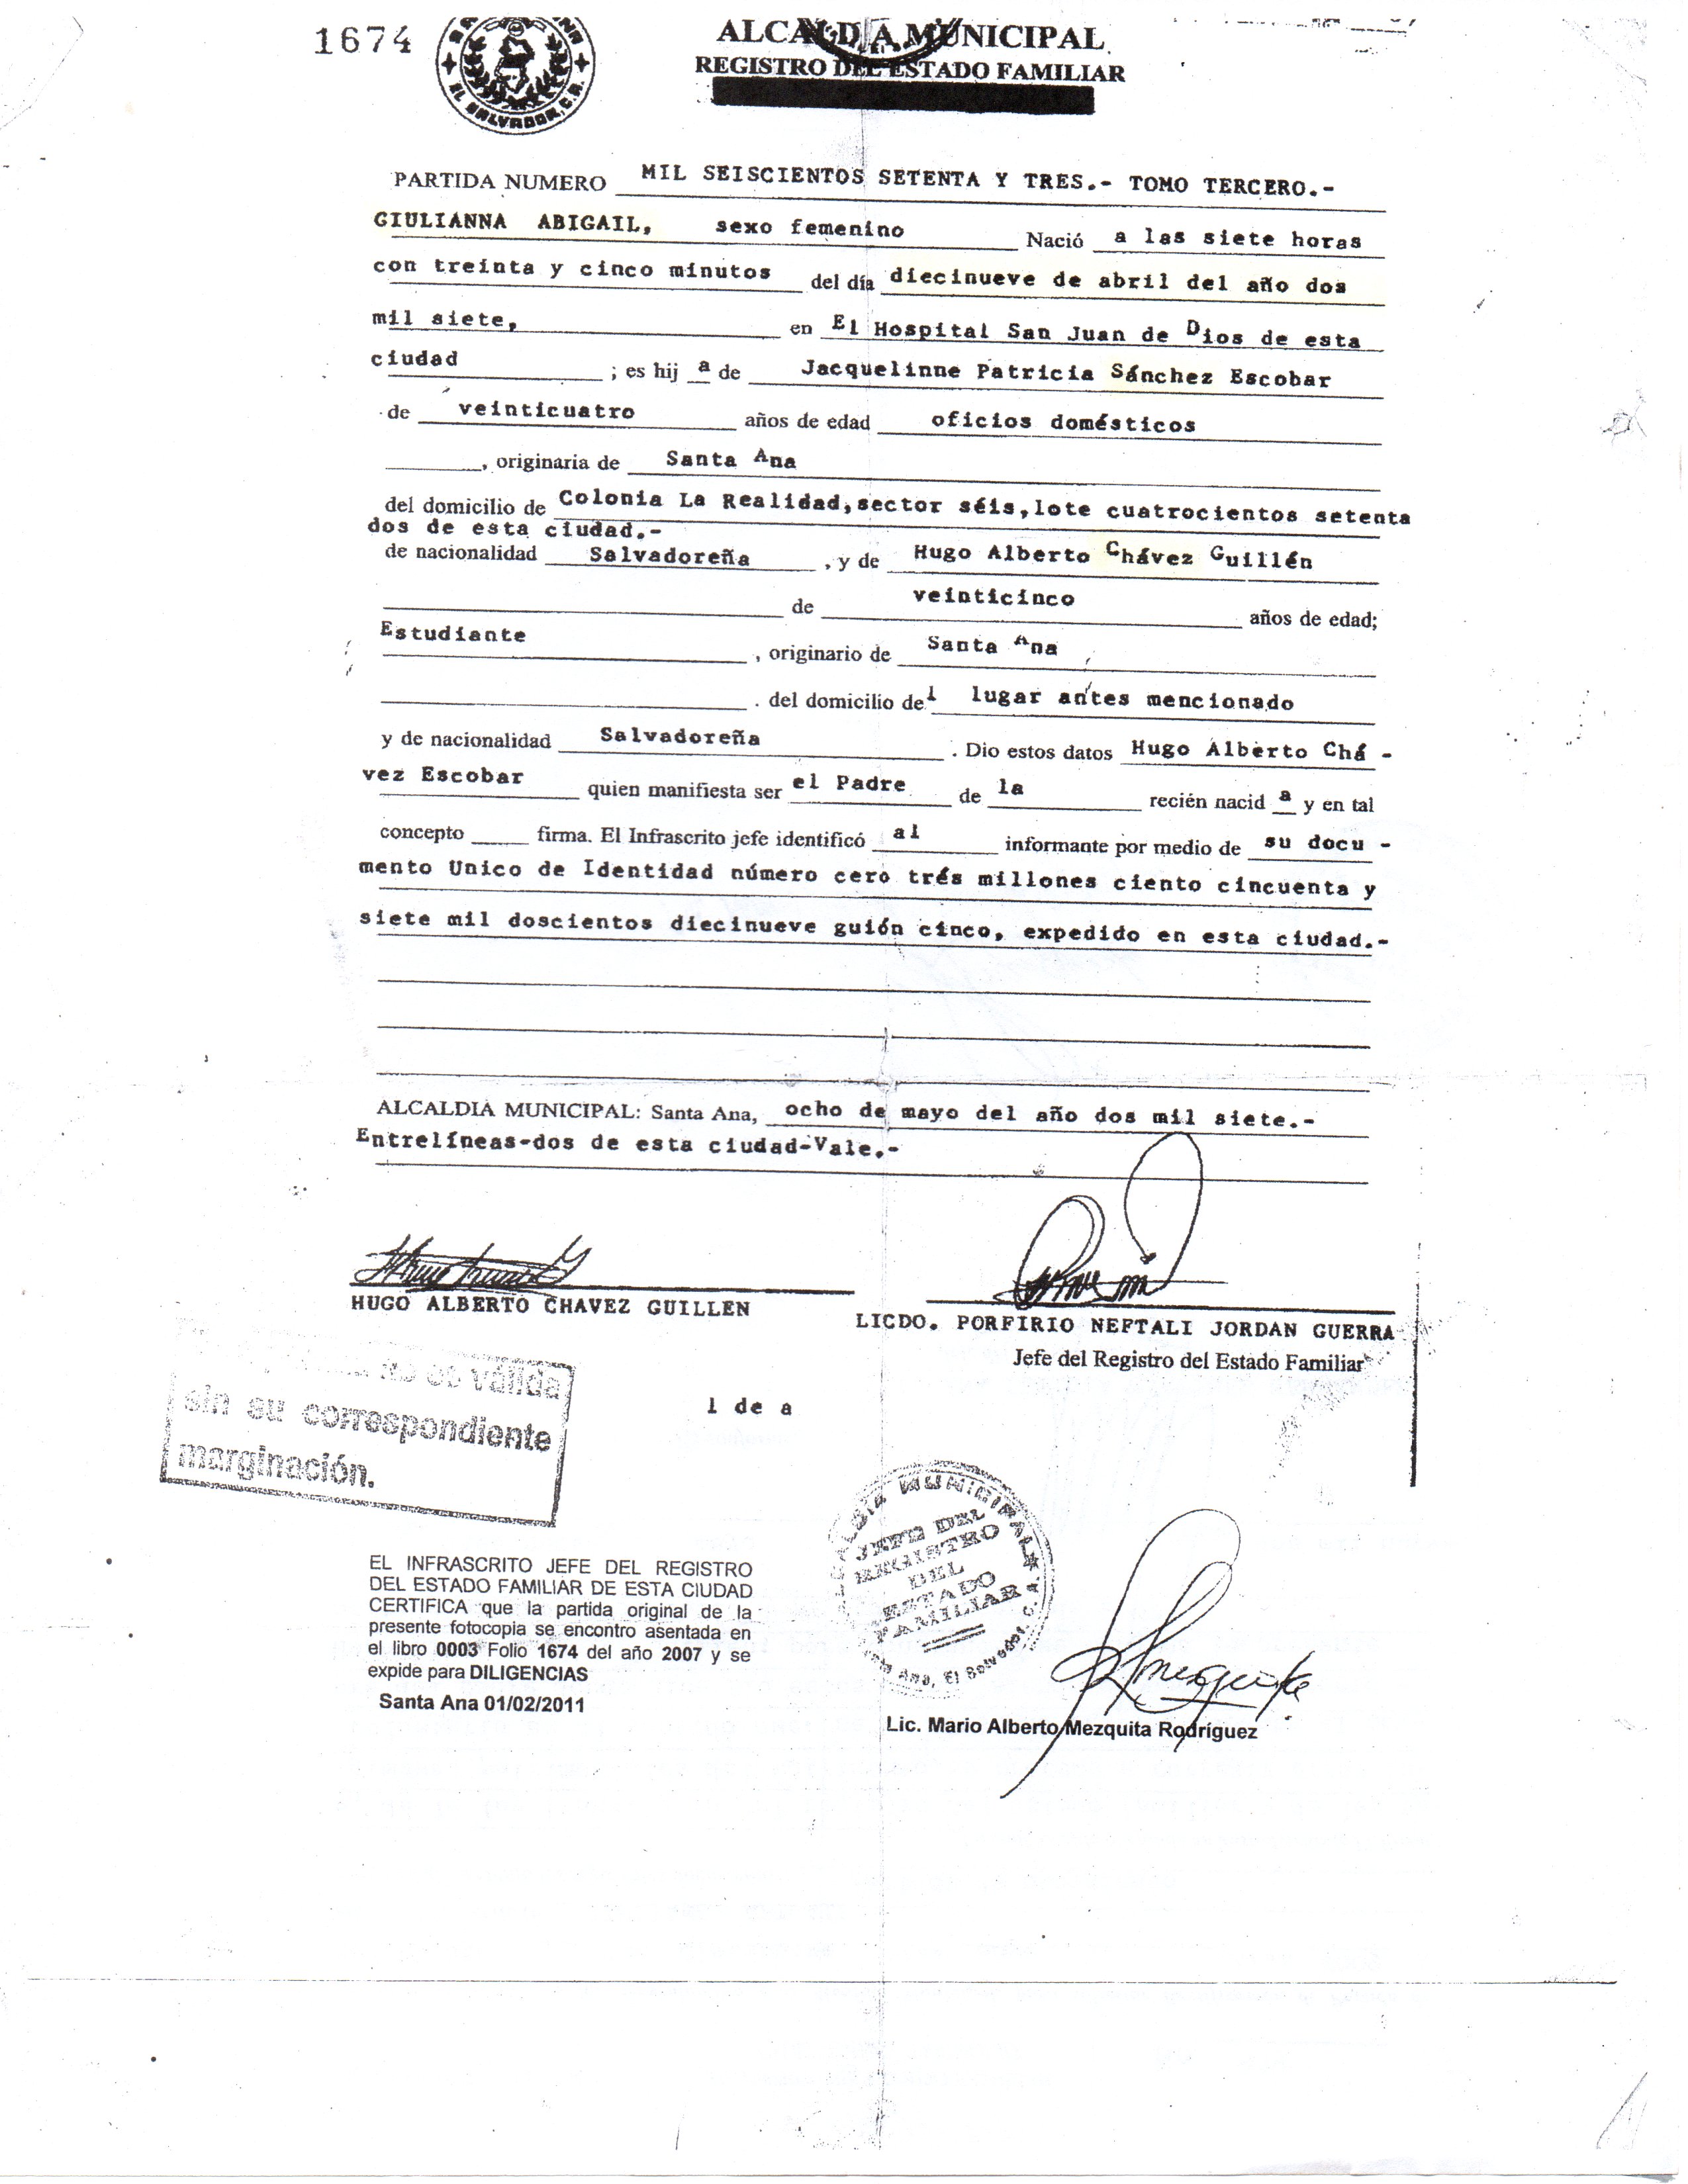 1674
ALCALDIA MUNICIPAL
REGISTRO DEL ESTADO FAMILIAR
EL SALVADOR, C.A.
PARTIDA NUMERO MIL SEISCIENTOS SETENTA Y TRES.- TOMO TERCERO.-
GIULIANNA ABIGAIL, sexo femenino Nació a las siete horas
con treinta y cinco minutos del día diecinueve de abril del año dos
mil siete, en El Hospital San Juan de Dios de esta
ciudad ; es hij a de Jacquelinne Patricia Sánchez Escobar
de veinticuatro años de edad oficios domésticos
, originaria de Santa Ana
del domicilio de Colonia La Realidad,sector séis,lote cuatrocientos setenta
dos de esta ciudad.-
de nacionalidad Salvadoreña , y de Hugo Alberto Chávez Guillén
de veinticinco años de edad;
Estudiante , originario de Santa Ana
. del domicilio del lugar antes mencionado
y de nacionalidad Salvadoreña . Dio estos datos Hugo Alberto Chá -
vez Escobar quien manifiesta ser el Padre de la recién nacid a y en tal
concepto firma. El Infrascrito jefe identificó al informante por medio de su docu -
mento Unico de Identidad número cero trés millones ciento cincuenta y
siete mil doscientos diecinueve guión cinco, expedido en esta ciudad.-
ALCALDIA MUNICIPAL: Santa Ana, ocho de mayo del año dos mil siete.-
Entrelíneas-dos de esta ciudad-Vale.-
HUGO ALBERTO CHAVEZ GUILLEN
LICDO. PORFIRIO NEFTALI JORDAN GUERRA
Jefe del Registro del Estado Familiar
no es válida
sin su correspondiente
marginación.
1 de a
ALCALDIA MUNICIPAL
JEFE DEL
REGISTRO
DEL
ESTADO
FAMILIAR
Santa Ana, El Salvador, C. A.
EL INFRASCRITO JEFE DEL REGISTRO
DEL ESTADO FAMILIAR DE ESTA CIUDAD
CERTIFICA que la partida original de la
presente fotocopia se encontro asentada en
el libro 0003 Folio 1674 del año 2007 y se
expide para DILIGENCIAS
Santa Ana 01/02/2011
Lic. Mario Alberto Mezquita Rodríguez